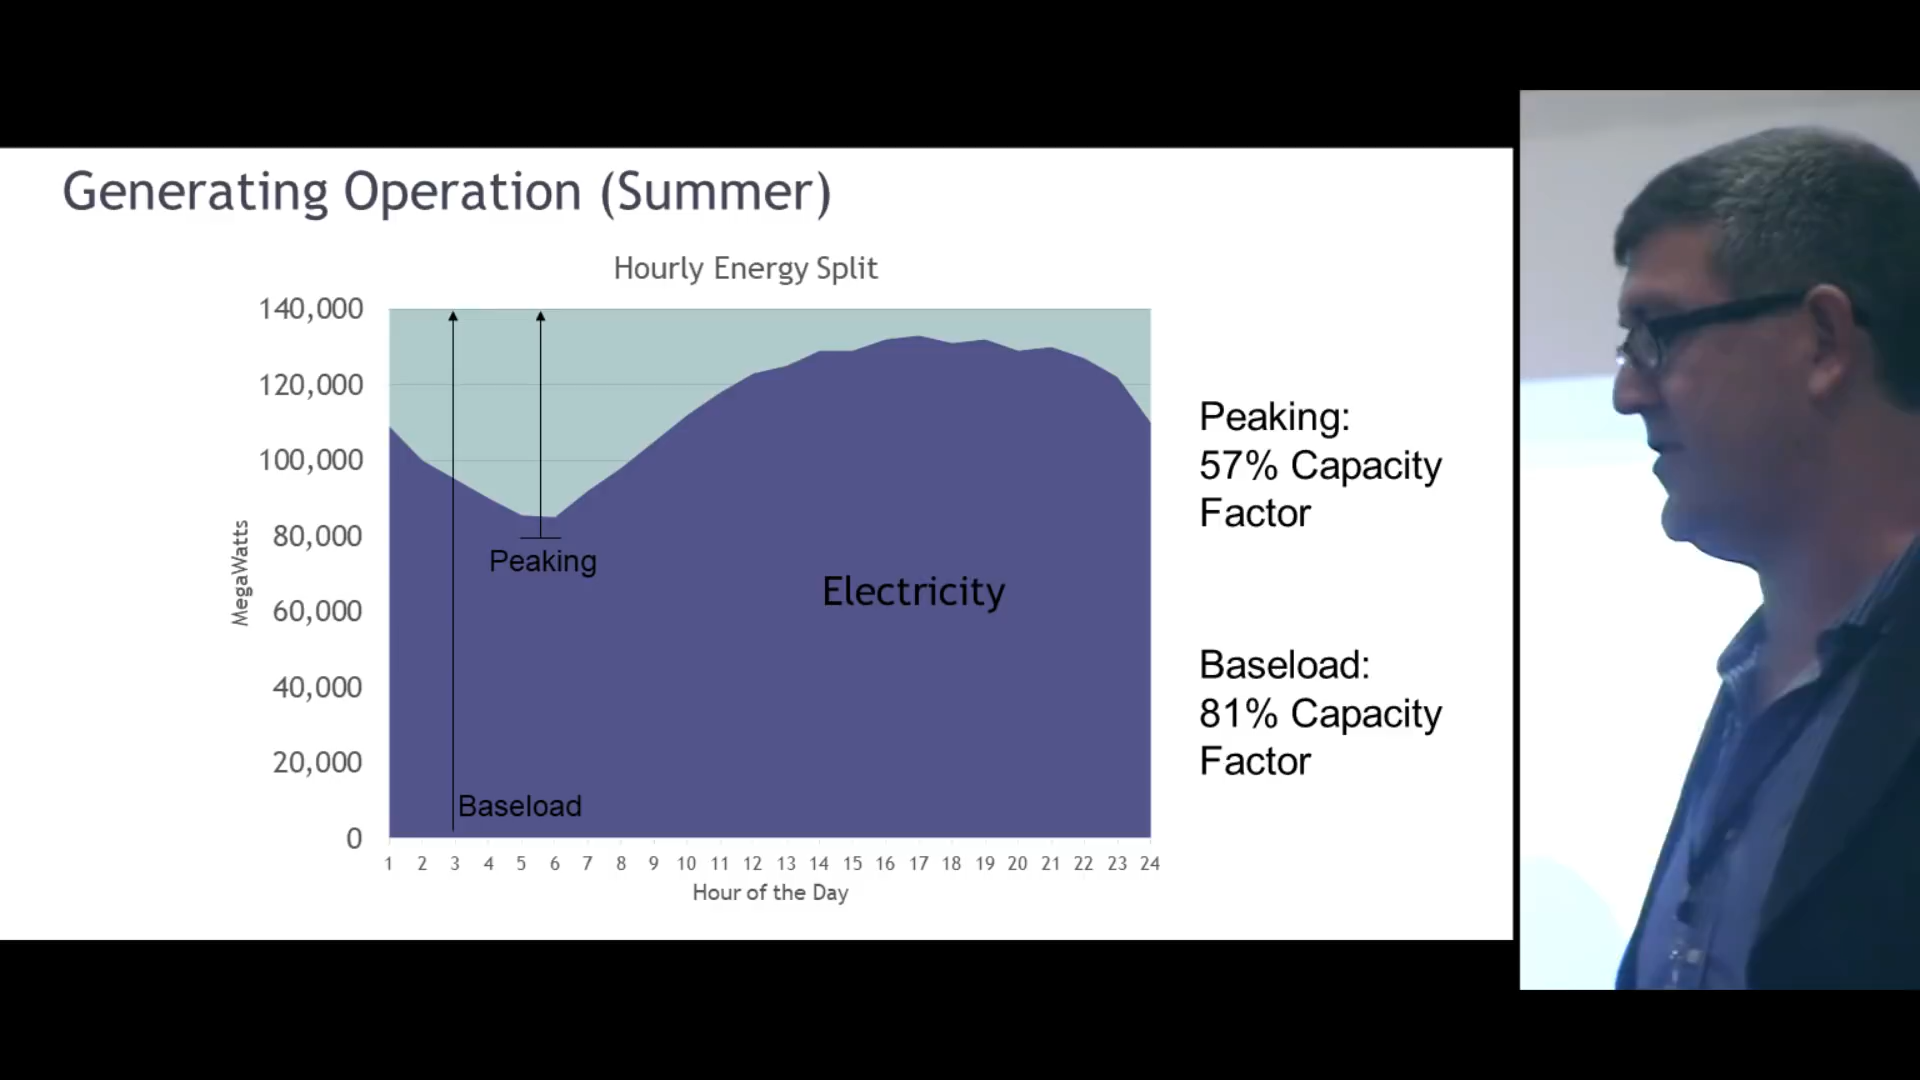 Generating Operation (Summer)
Hourly Energy Split
140,000
120,000
100,000
80,000
60,000
40,000
20,000
0
MegaWatts
Peaking
Electricity
Baseload
1 2 3 4 5 6 7 8 9 10 11 12 13 14 15 16 17 18 19 20 21 22 23 24
Hour of the Day
Peaking:
57% Capacity
Factor
Baseload:
81% Capacity
Factor